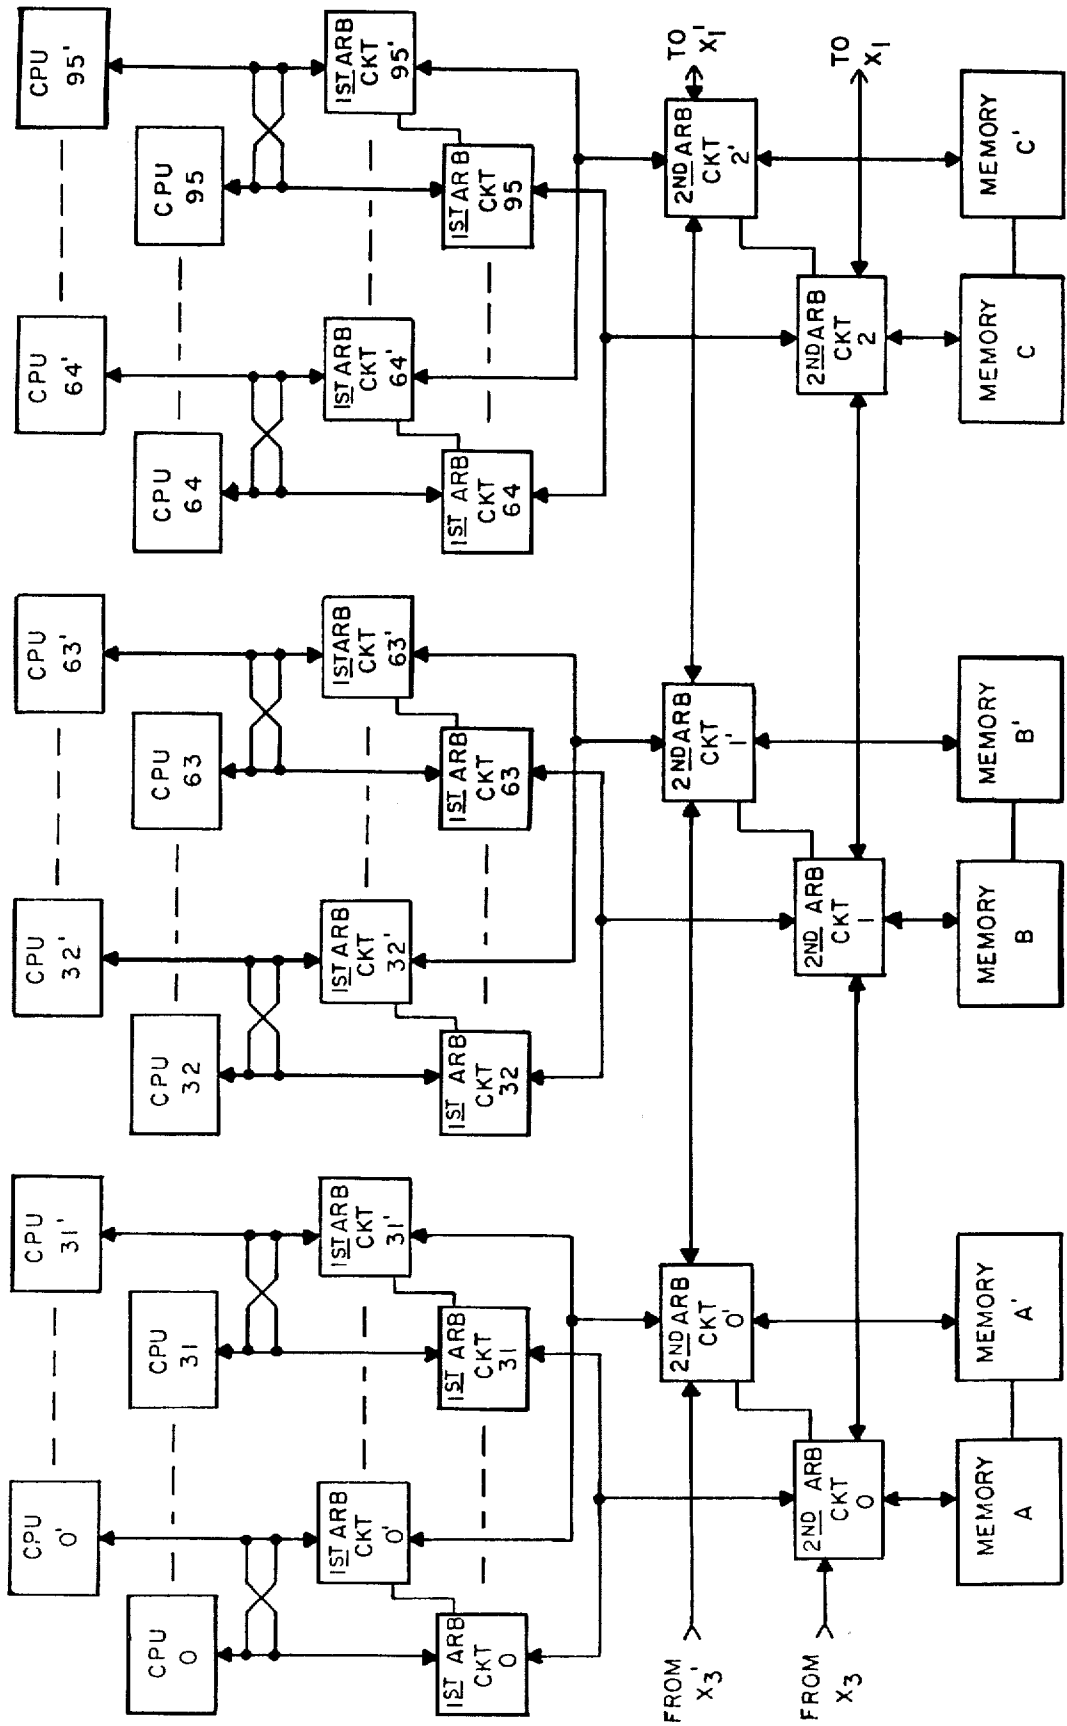 CPU
95'
CPU
95
CPU
64'
CPU
64
1ST ARB
CKT
95'
1ST ARB
CKT
95
1ST ARB
CKT
64'
1ST ARB
CKT
64
TO
X1'
TO
X1
2ND ARB
CKT
2'
2ND ARB
CKT
2
MEMORY
C'
MEMORY
C
CPU
63'
CPU
63
CPU
32'
CPU
32
1ST ARB
CKT
63'
1ST ARB
CKT
63
1ST ARB
CKT
32'
1ST ARB
CKT
32
2ND ARB
CKT
1'
2ND ARB
CKT
1
MEMORY
B'
MEMORY
B
CPU
31'
CPU
31
CPU
0'
CPU
0
1ST ARB
CKT
31'
1ST ARB
CKT
31
1ST ARB
CKT
0'
1ST ARB
CKT
0
2ND ARB
CKT
0'
2ND ARB
CKT
0
MEMORY
A'
MEMORY
A
FROM
X3'
FROM
X3